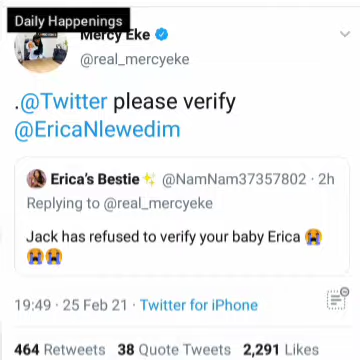 Daily Happenings
Mercy Eke
@real_mercyeke
.@Twitter please verify
@EricaNlewedim
Erica's Bestie✨ @NamNam37357802 · 2h
Replying to @real_mercyeke
Jack has refused to verify your baby Erica 😭
😭😭
19:49 · 25 Feb 21 · Twitter for iPhone
464 Retweets 38 Quote Tweets 2,291 Likes